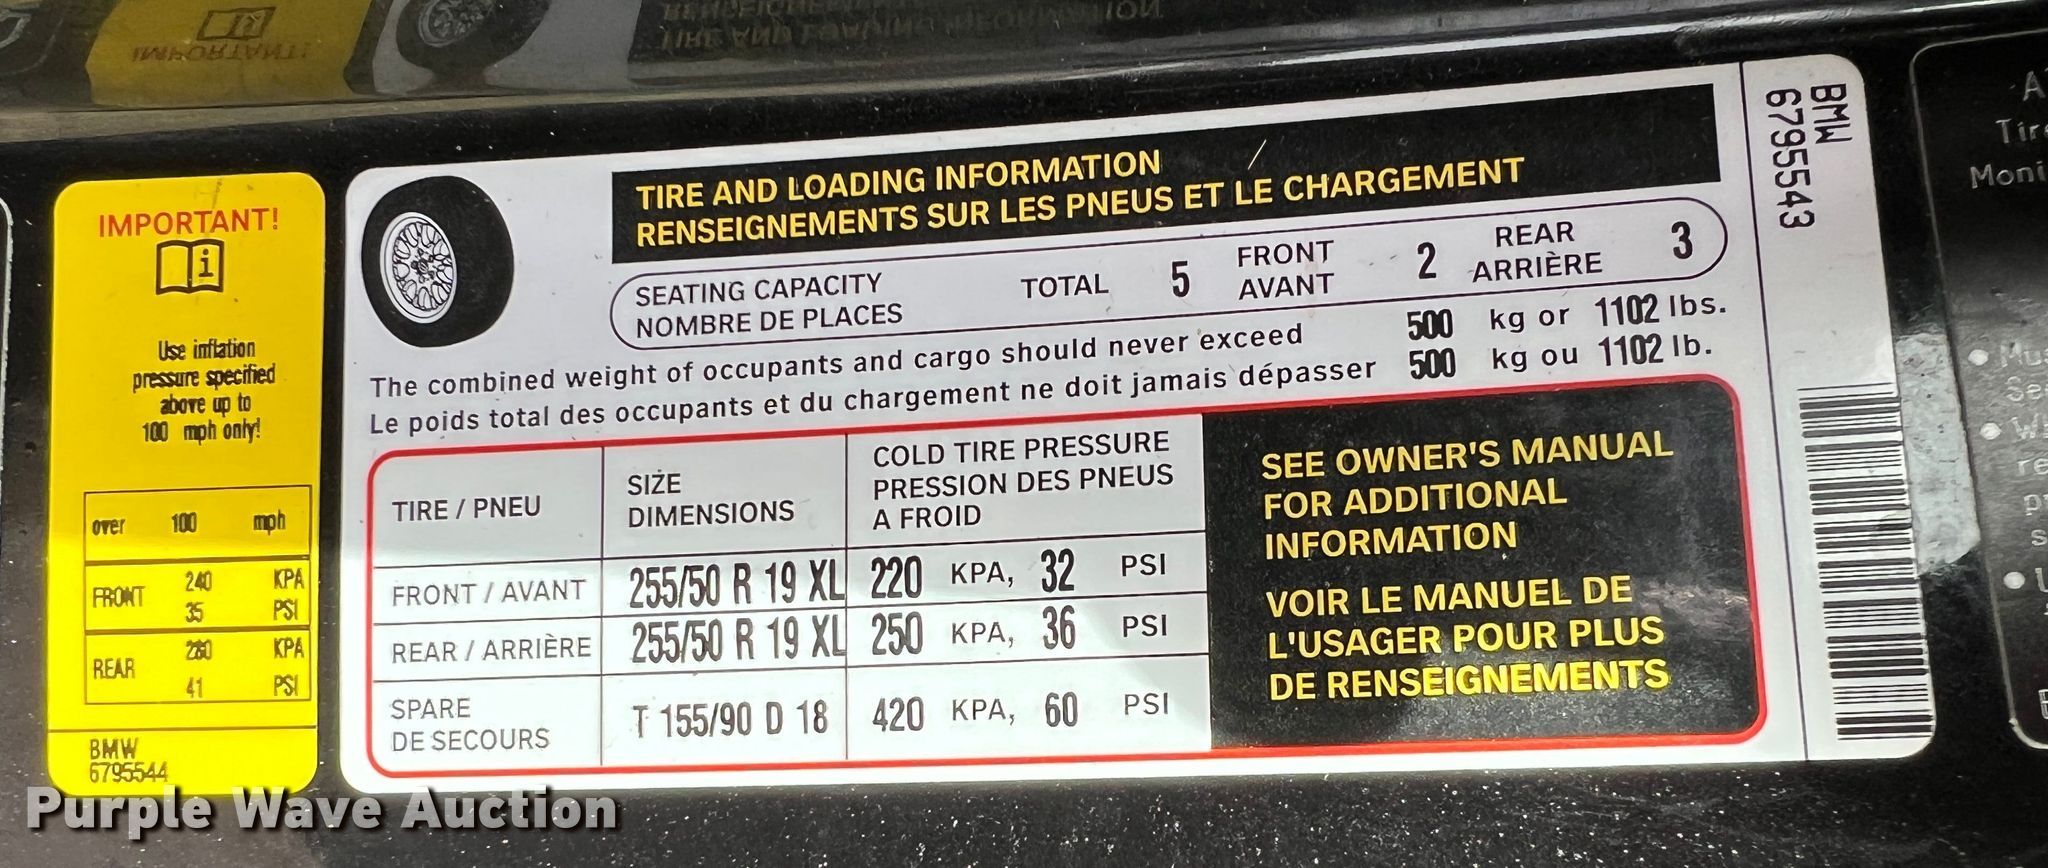 IMPORTANT!
i
Use inflation
pressure specified
above up to
100 mph only!
over 100 mph
FRONT 240 KPA
35 PSI
REAR 280 KPA
41 PSI
BMW
6795544
TIRE AND LOADING INFORMATION
RENSEIGNEMENTS SUR LES PNEUS ET LE CHARGEMENT
SEATING CAPACITY
NOMBRE DE PLACES
TOTAL 5
FRONT
AVANT
2
REAR
ARRIÈRE
3
The combined weight of occupants and cargo should never exceed 500 kg or 1102 lbs.
Le poids total des occupants et du chargement ne doit jamais dépasser 500 kg ou 1102 lb.
TIRE / PNEU
SIZE
DIMENSIONS
COLD TIRE PRESSURE
PRESSION DES PNEUS
A FROID
FRONT / AVANT 255/50 R 19 XL 220 KPA, 32 PSI
REAR / ARRIÈRE 255/50 R 19 XL 250 KPA, 36 PSI
SPARE
DE SECOURS
T 155/90 D 18 420 KPA, 60 PSI
SEE OWNER'S MANUAL
FOR ADDITIONAL
INFORMATION
VOIR LE MANUEL DE
L'USAGER POUR PLUS
DE RENSEIGNEMENTS
BMW
6795543
Purple Wave Auction